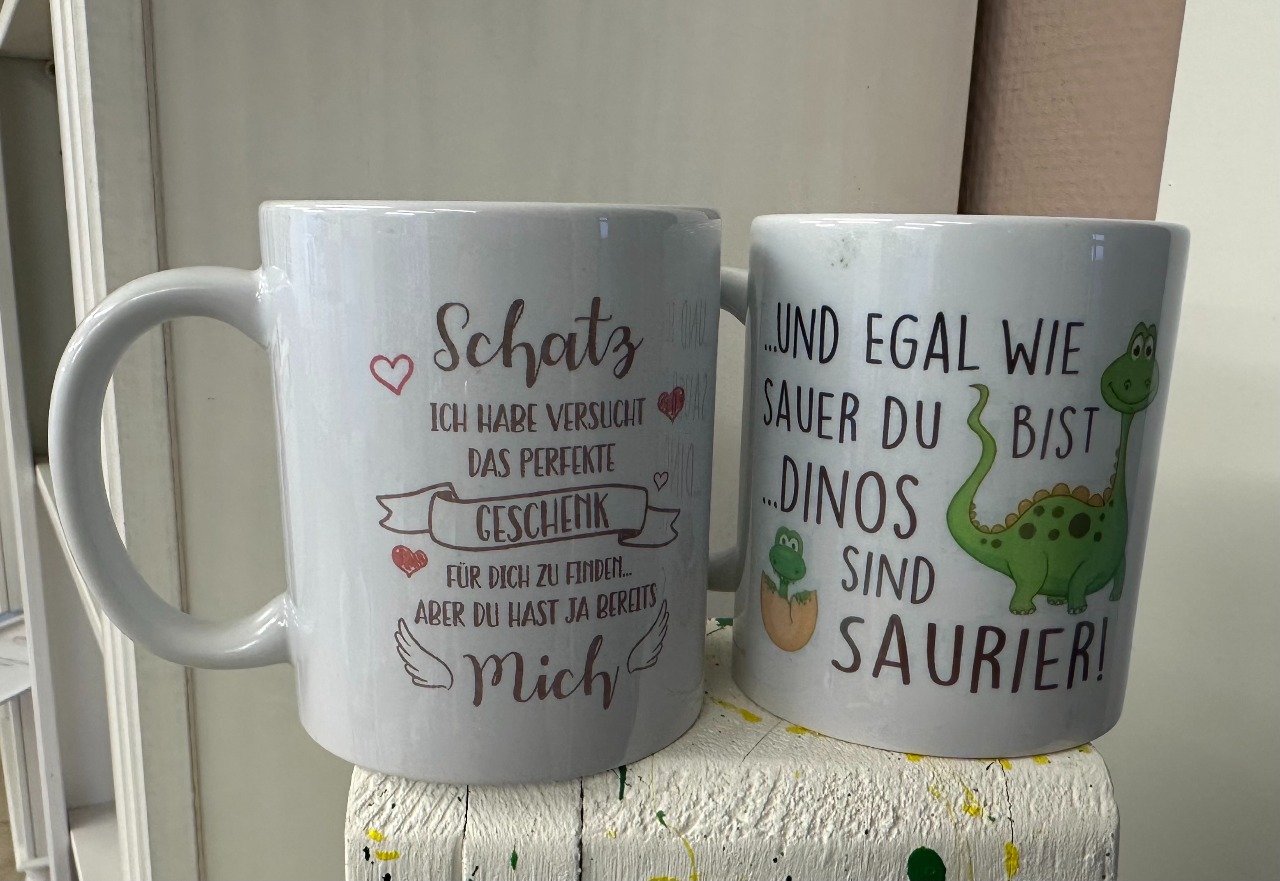 Schatz
ICH HABE VERSUCHT
DAS PERFEKTE
GESCHENK
FÜR DICH ZU FINDEN...
ABER DU HAST JA BEREITS
Mich
...UND EGAL WIE
SAUER DU BIST
...DINOS
SIND
SAURIER!